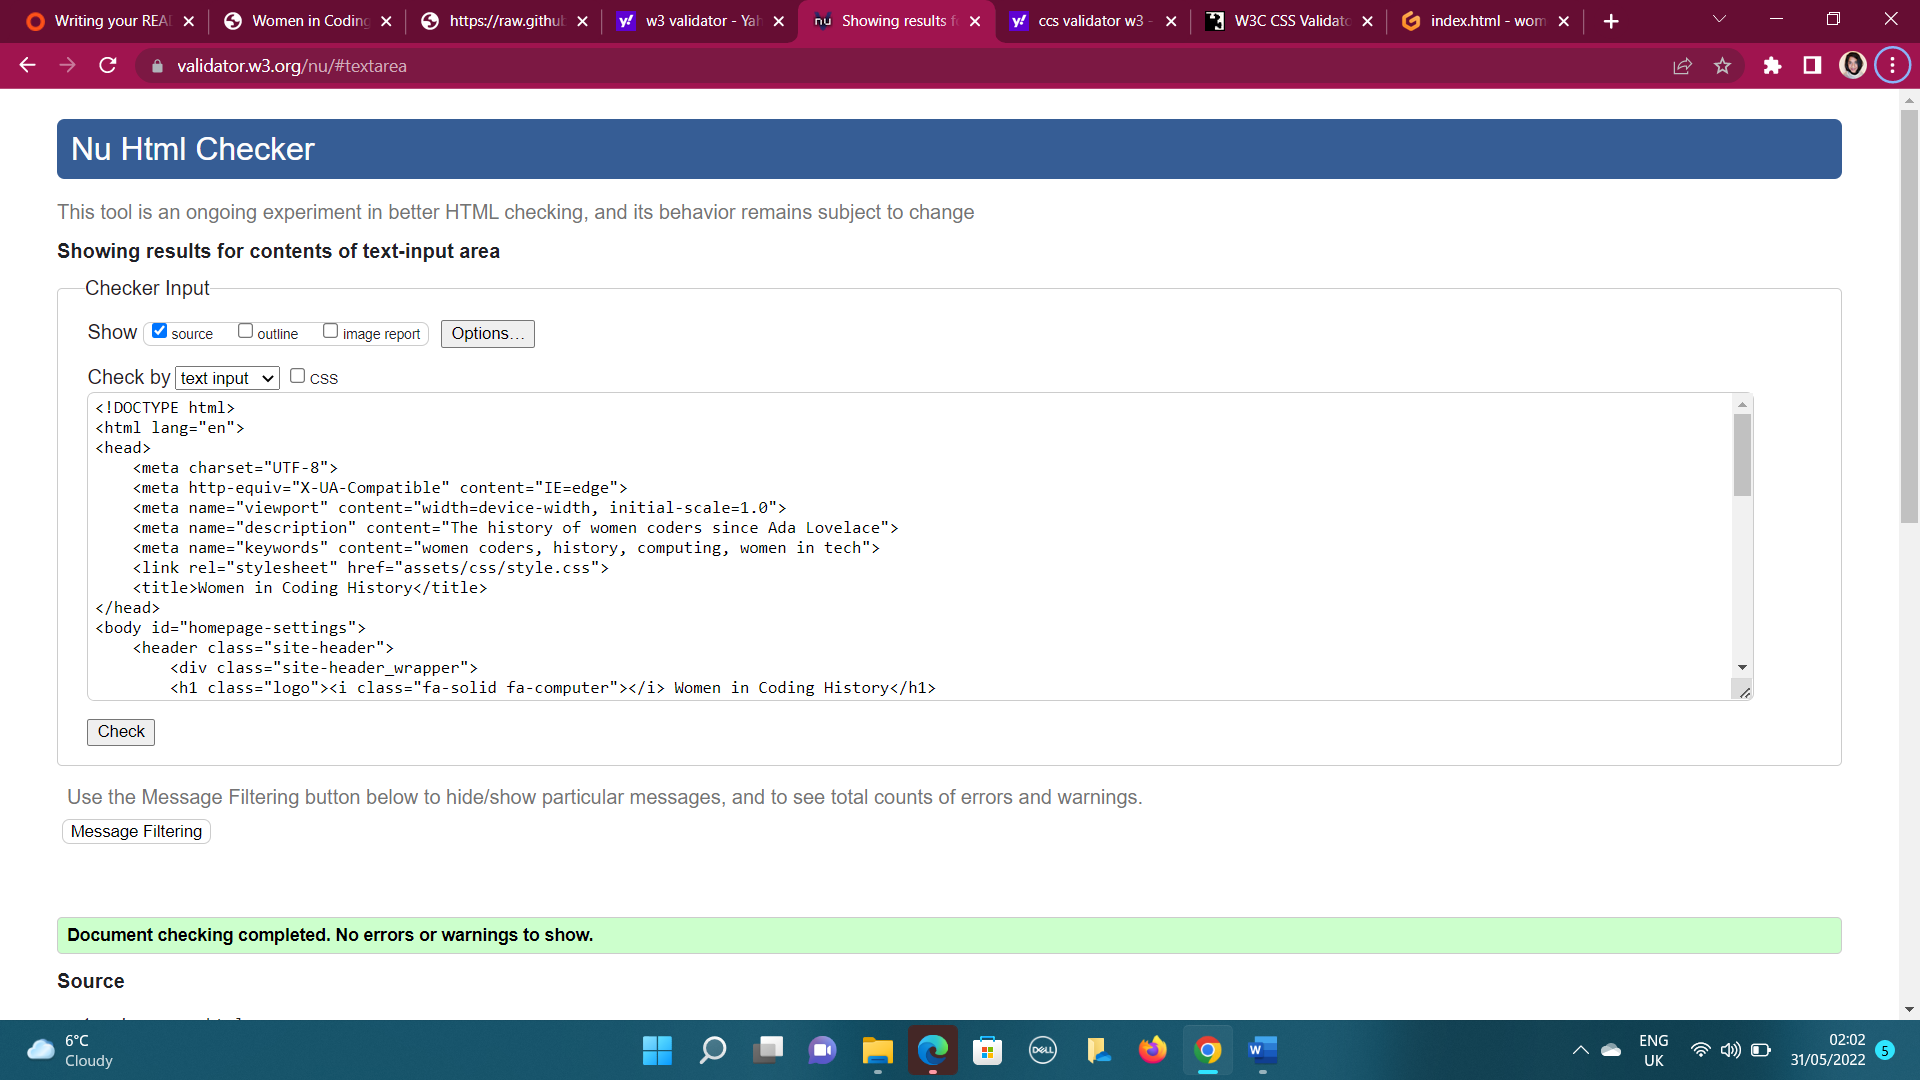 Writing your REA
Women in Coding
https://raw.githu
w3 validator - Yah
Showing results f
ccs validator w3 -
W3C CSS Validato
index.html - wom
validator.w3.org/nu/#textarea
Nu Html Checker
This tool is an ongoing experiment in better HTML checking, and its behavior remains subject to change
Showing results for contents of text-input area
Checker Input
Show source outline image report Options...
Check by text input CSS
<!DOCTYPE html>
<html lang="en">
<head>
    <meta charset="UTF-8">
    <meta http-equiv="X-UA-Compatible" content="IE=edge">
    <meta name="viewport" content="width=device-width, initial-scale=1.0">
    <meta name="description" content="The history of women coders since Ada Lovelace">
    <meta name="keywords" content="women coders, history, computing, women in tech">
    <link rel="stylesheet" href="assets/css/style.css">
    <title>Women in Coding History</title>
</head>
<body id="homepage-settings">
    <header class="site-header">
        <div class="site-header_wrapper">
        <h1 class="logo"><i class="fa-solid fa-computer"></i> Women in Coding History</h1>
Check
Use the Message Filtering button below to hide/show particular messages, and to see total counts of errors and warnings.
Message Filtering
Document checking completed. No errors or warnings to show.
Source
6°C
Cloudy
DELL
W
ENG
UK
02:02
31/05/2022
5